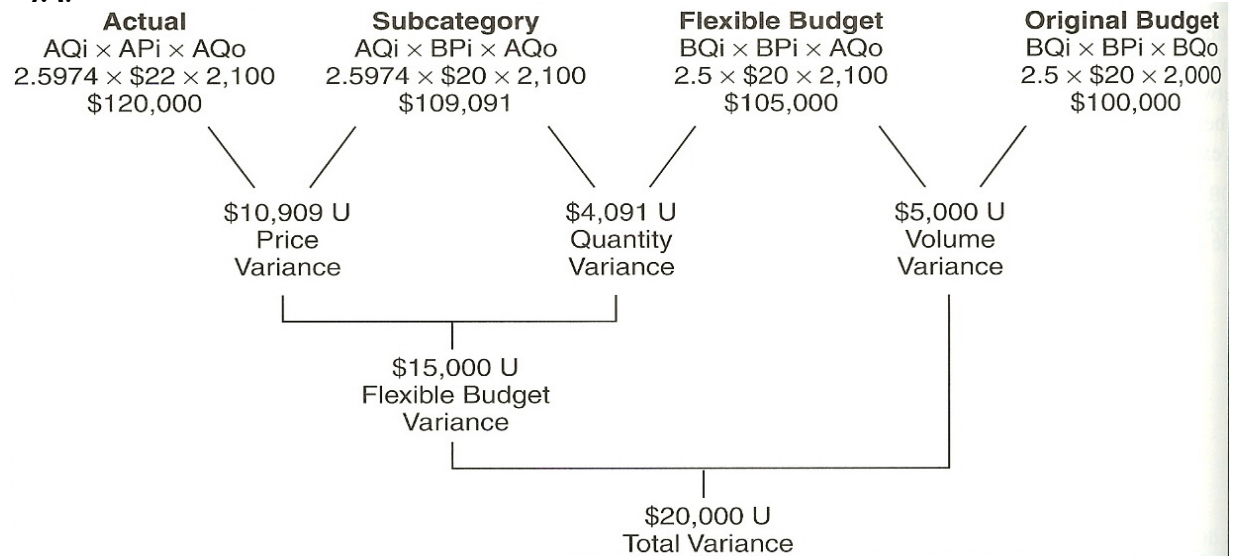 Actual
AQi × APi × AQo
2.5974 × $22 × 2,100
$120,000
Subcategory
AQi × BPi × AQo
2.5974 × $20 × 2,100
$109,091
Flexible Budget
BQi × BPi × AQo
2.5 × $20 × 2,100
$105,000
Original Budget
BQi × BPi × BQo
2.5 × $20 × 2,000
$100,000
$10,909 U
Price
Variance
$4,091 U
Quantity
Variance
$5,000 U
Volume
Variance
$15,000 U
Flexible Budget
Variance
$20,000 U
Total Variance